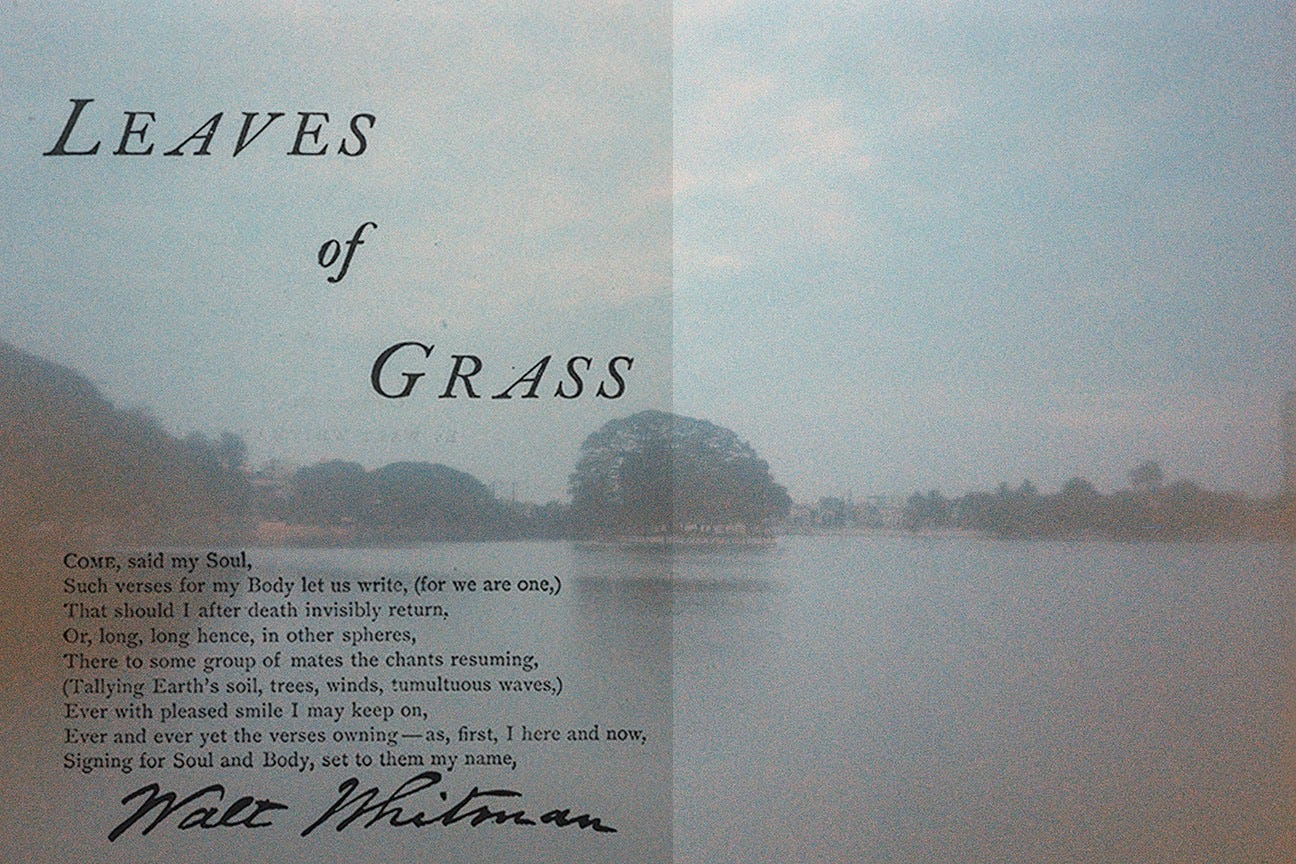 LEAVES
of
GRASS
COME, said my Soul,
Such verses for my Body let us write, (for we are one,)
That should I after death invisibly return,
Or, long, long hence, in other spheres,
There to some group of mates the chants resuming,
(Tallying Earth's soil, trees, winds, tumultuous waves,)
Ever with pleased smile I may keep on,
Ever and ever yet the verses owning—as, first, I here and now,
Signing for Soul and Body, set to them my name,
Walt Whitman